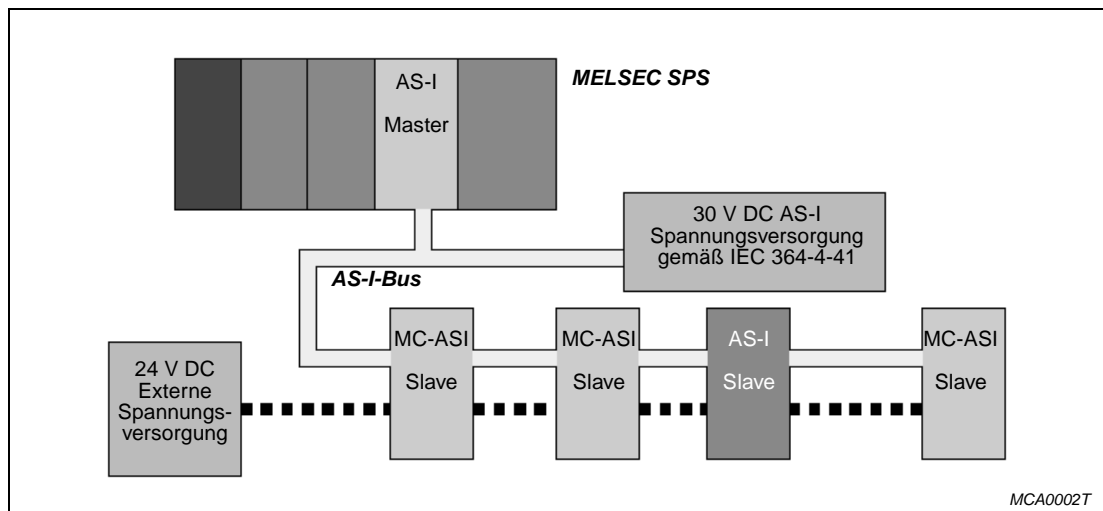 AS-I
Master
MELSEC SPS
30 V DC AS-I
Spannungsversorgung
gemäß IEC 364-4-41
AS-I-Bus
24 V DC
Externe
Spannungs-
versorgung
MC-ASI
Slave
MC-ASI
Slave
AS-I
Slave
MC-ASI
Slave
MCA0002T